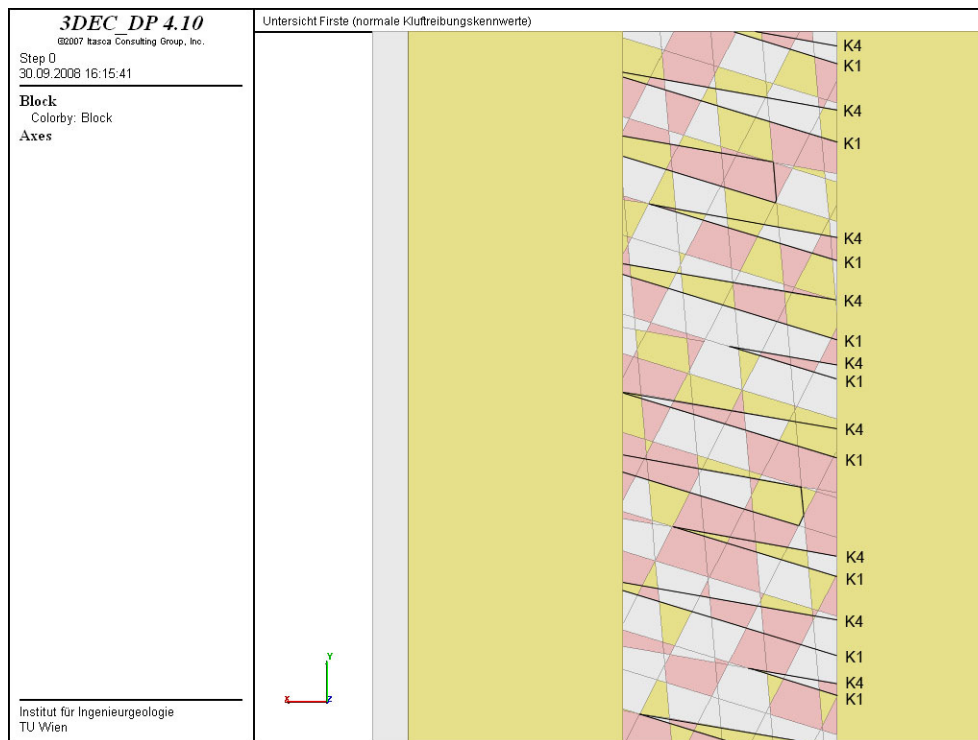 3DEC_DP 4.10
©2007 Itasca Consulting Group, Inc.
Step 0
30.09.2008 16:15:41
Block
Colorby: Block
Axes
Untersicht Firste (normale Kluftreibungskennwerte)
K4
K1
K4
K1
K4
K1
K4
K1
K4
K1
K4
K1
K4
K1
K4
K1
K4
K1
Y
X
Z
Institut für Ingenieurgeologie
TU Wien